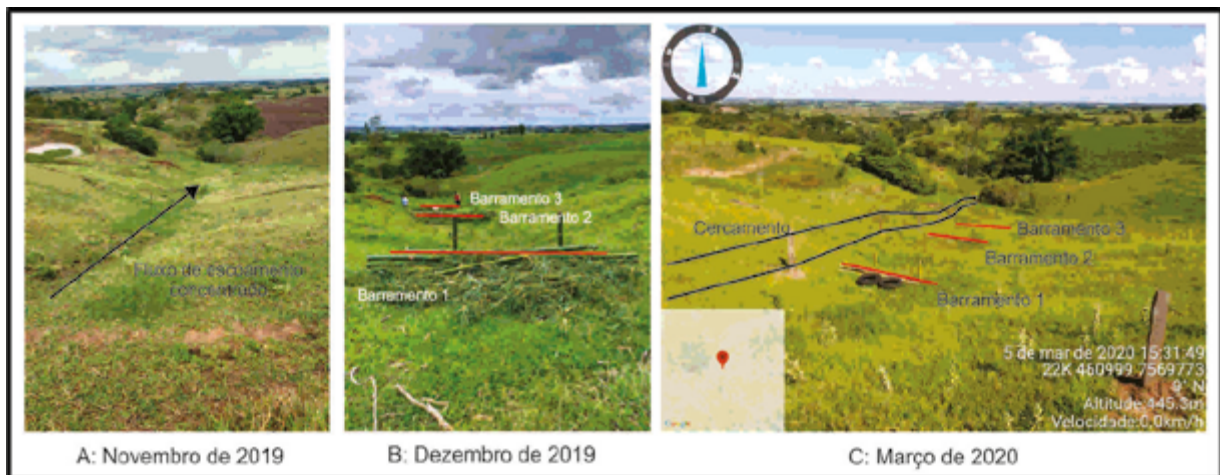 Fluxo de escoamento
concentrado
Barramento 3
Barramento 2
Barramento 1
Cercamento
Barramento 3
Barramento 2
Barramento 1
5 de mar de 2020 15:31:49
22K 460999 7569773
9° N
Altitude:445.3m
Velocidade:0.0km/h
Google
A: Novembro de 2019
B: Dezembro de 2019
C: Março de 2020